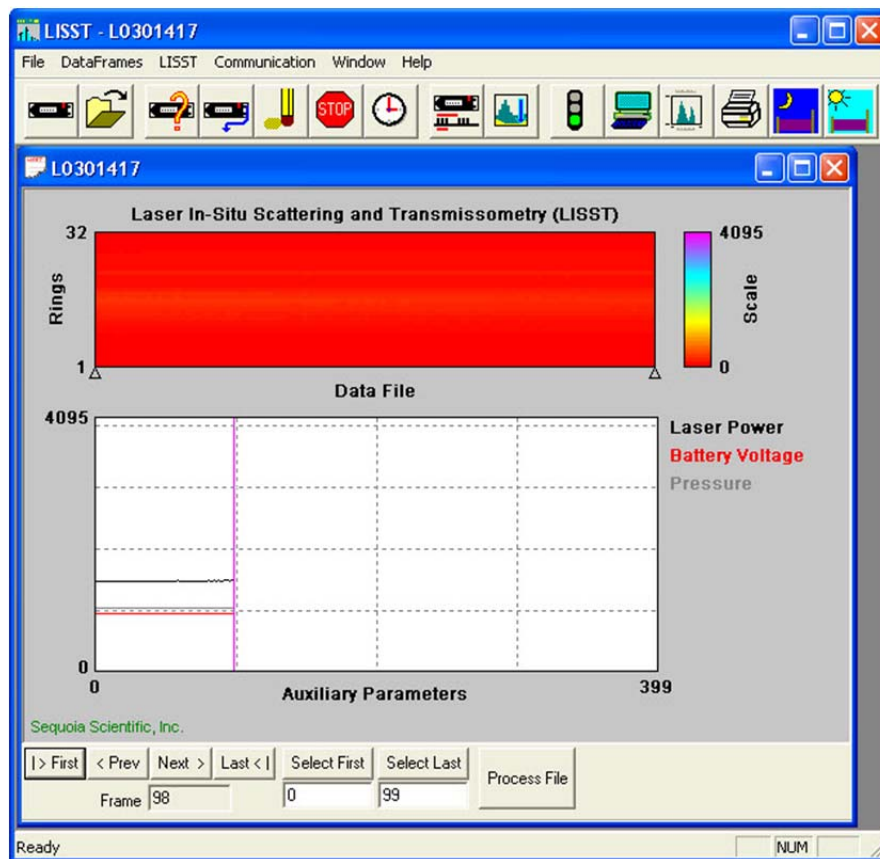 LISST - L0301417
File DataFrames LISST Communication Window Help
STOP
L0301417
Laser In-Situ Scattering and Transmissometry (LISST)
32
Rings
1
Data File
4095
Scale
0
4095
0
0
Auxiliary Parameters
399
Laser Power
Battery Voltage
Pressure
Sequoia Scientific, Inc.
|> First < Prev Next > Last <| Select First Select Last Process File
Frame 98 0 99
Ready NUM